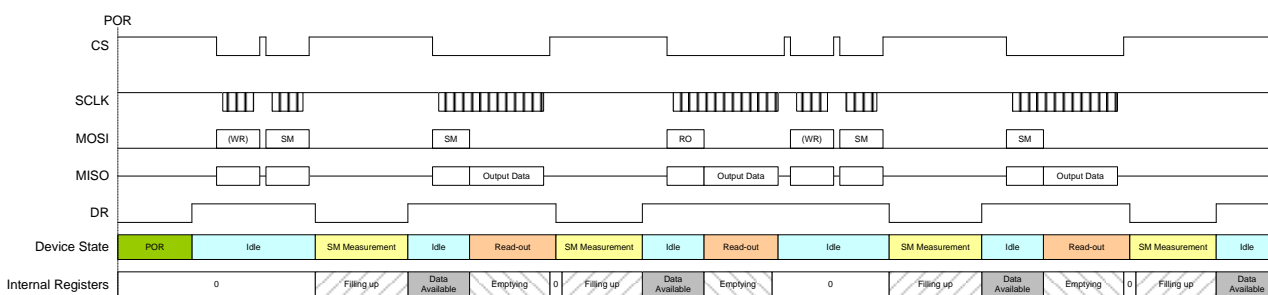 POR
CS
SCLK
MOSI (WR) SM SM RO (WR) SM SM
MISO Output Data Output Data Output Data
DR
Device State POR Idle SM Measurement Idle Read-out SM Measurement Idle Read-out Idle SM Measurement Idle Read-out SM Measurement Idle
Internal Registers 0 Filling up Data Available Emptying 0 Filling up Data Available Emptying 0 Filling up Data Available Emptying 0 Filling up Data Available